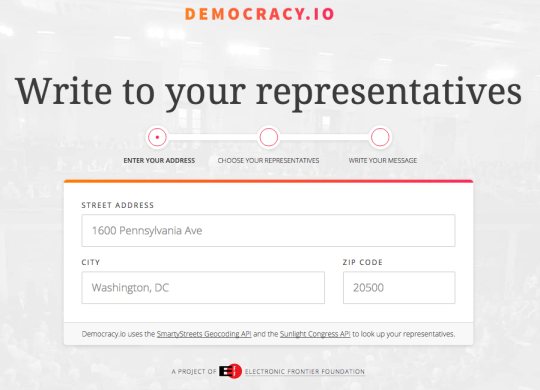 DEMOCRACY.IO
Write to your representatives
ENTER YOUR ADDRESS CHOOSE YOUR REPRESENTATIVES WRITE YOUR MESSAGE
STREET ADDRESS
1600 Pennsylvania Ave
CITY ZIP CODE
Washington, DC 20500
Democracy.io uses the SmartyStreets Geocoding API and the Sunlight Congress API to look up your representatives.
A PROJECT OF EFF ELECTRONIC FRONTIER FOUNDATION